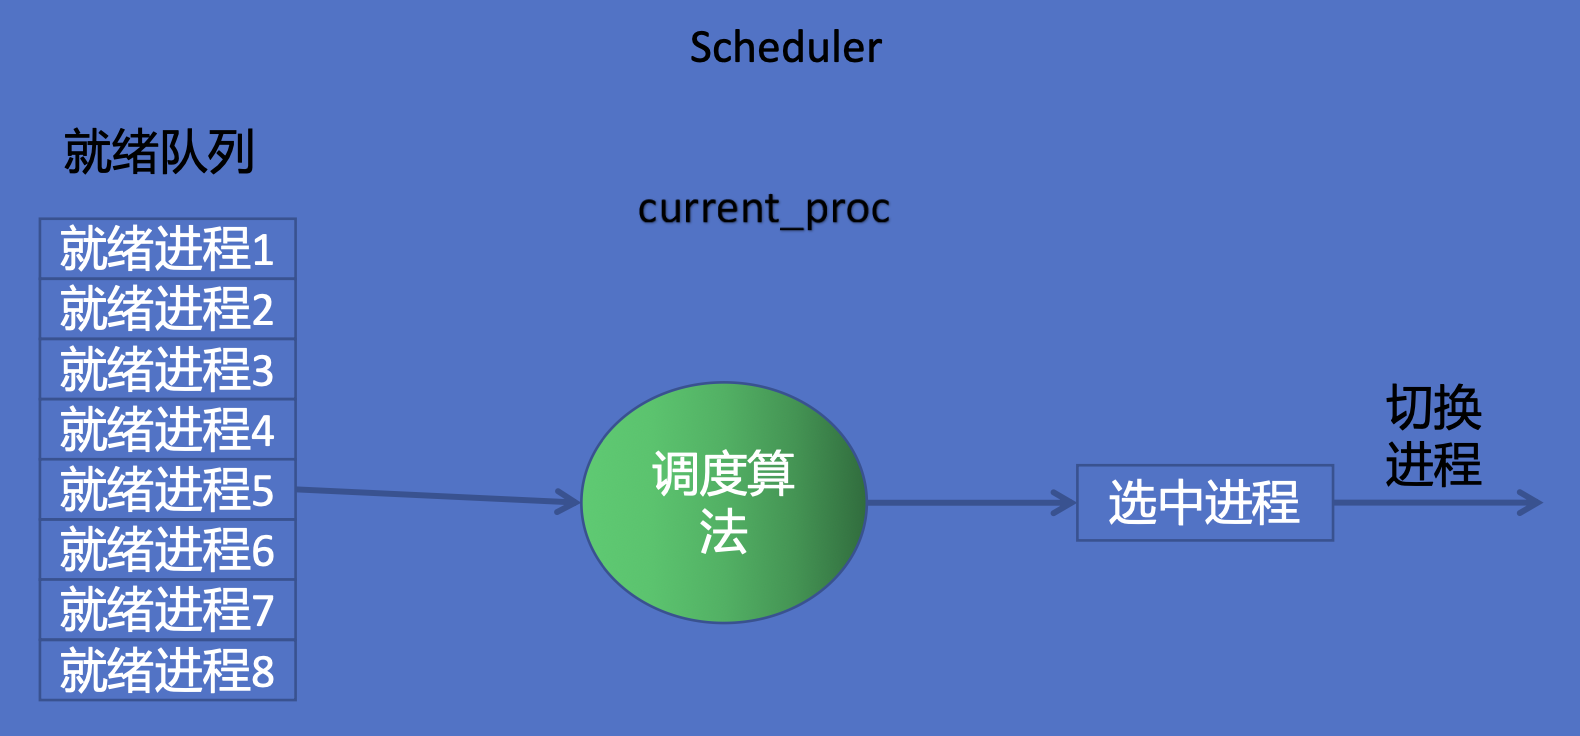 Scheduler
就绪队列
current_proc
就绪进程1
就绪进程2
就绪进程3
就绪进程4
就绪进程5
就绪进程6
就绪进程7
就绪进程8
调度算
法
选中进程
切换
进程